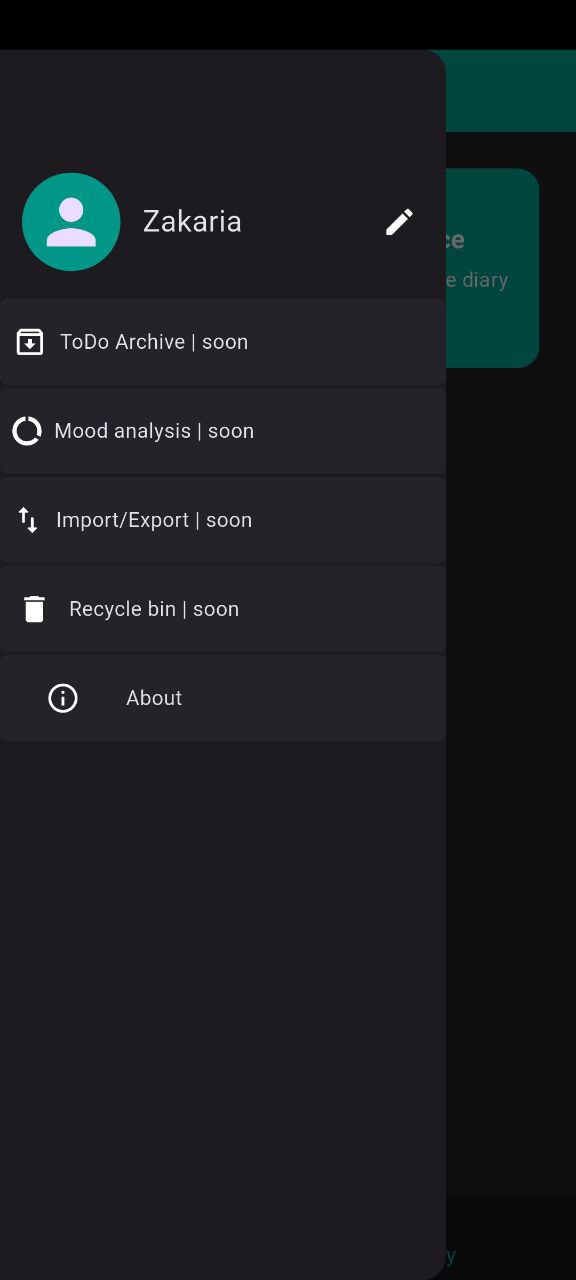 Zakaria
ToDo Archive | soon
Mood analysis | soon
Import/Export | soon
Recycle bin | soon
About
ce
e diary
y